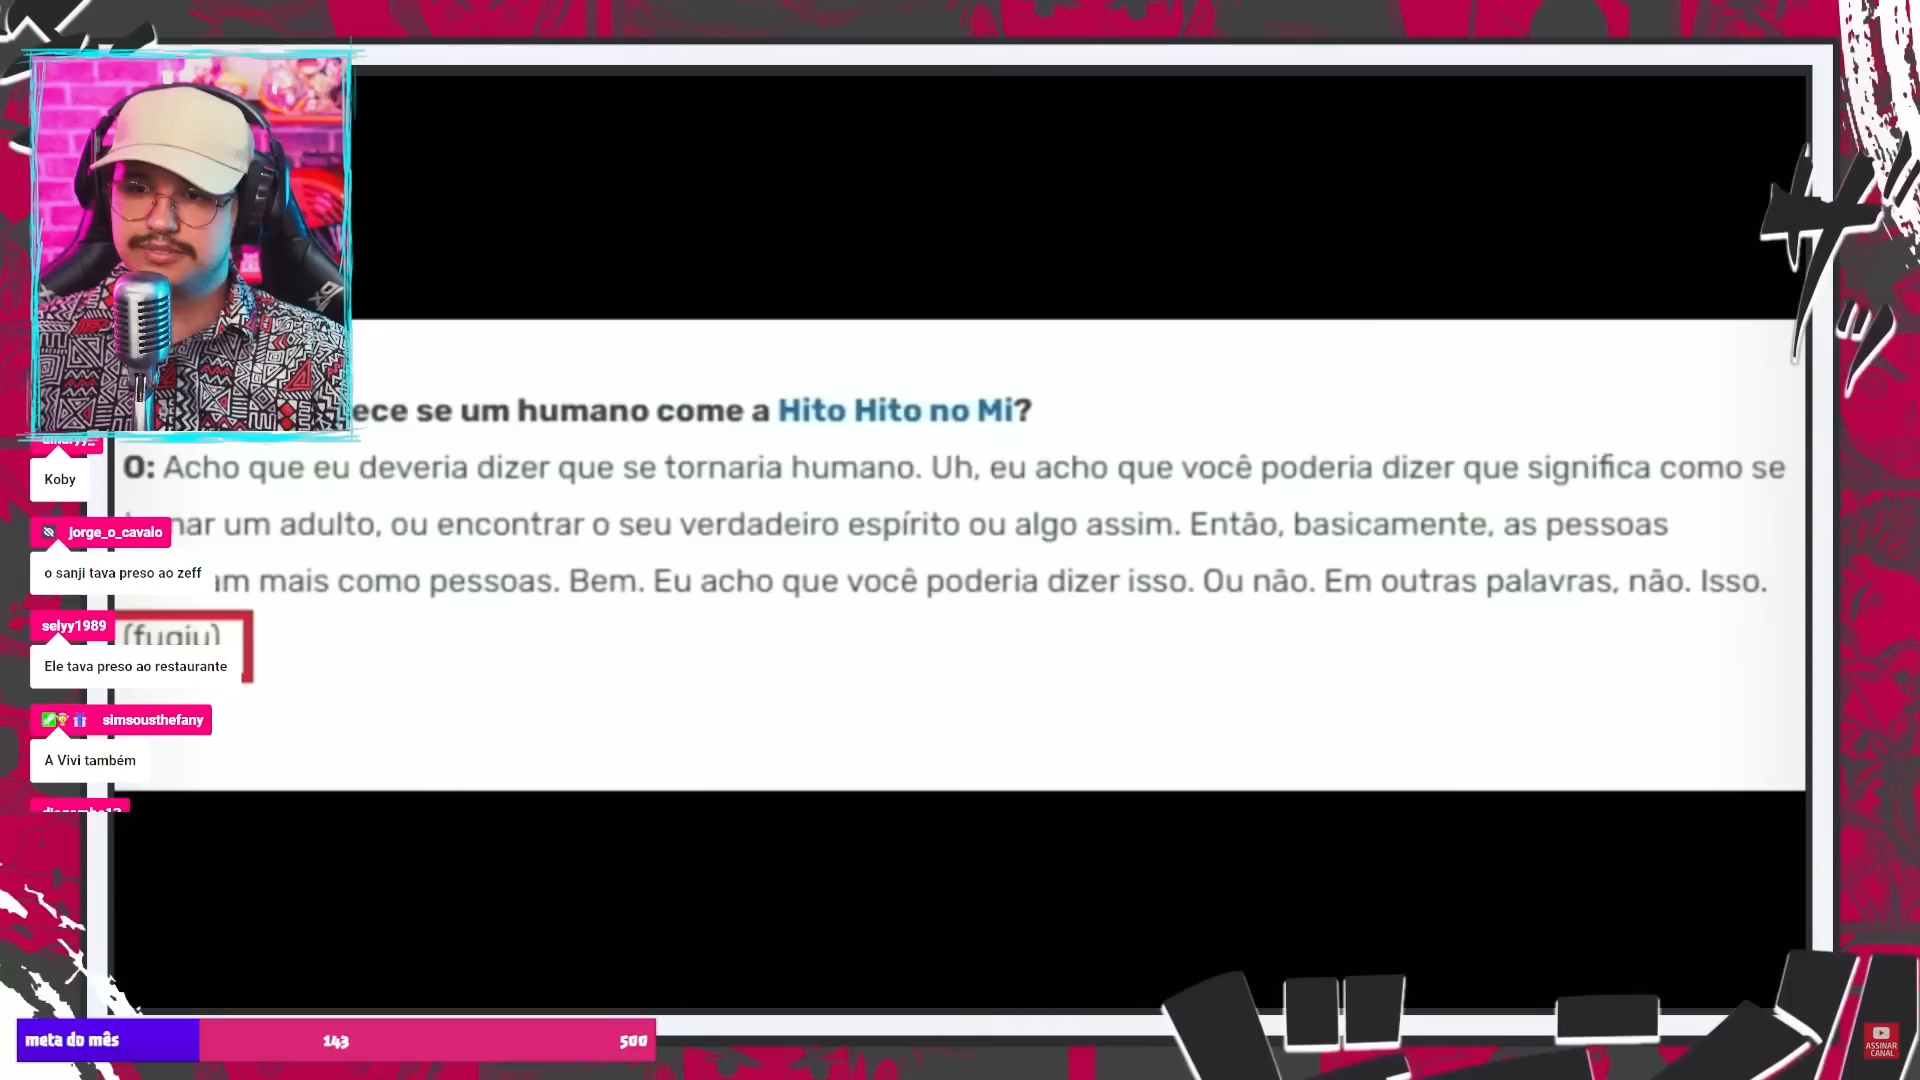 ece se um humano come a Hito Hito no Mi?
O: Acho que eu deveria dizer que se tornaria humano. Uh, eu acho que você poderia dizer que significa como se
nar um adulto, ou encontrar o seu verdadeiro espírito ou algo assim. Então, basicamente, as pessoas
am mais como pessoas. Bem. Eu acho que você poderia dizer isso. Ou não. Em outras palavras, não. Isso.
(fugiu)
Koby
jorge_o_cavalo
o sanji tava preso ao zeff
selyy1989
Ele tava preso ao restaurante
simsousthefany
A Vivi também
meta do mês
143
500
ASSINAR
CANAL